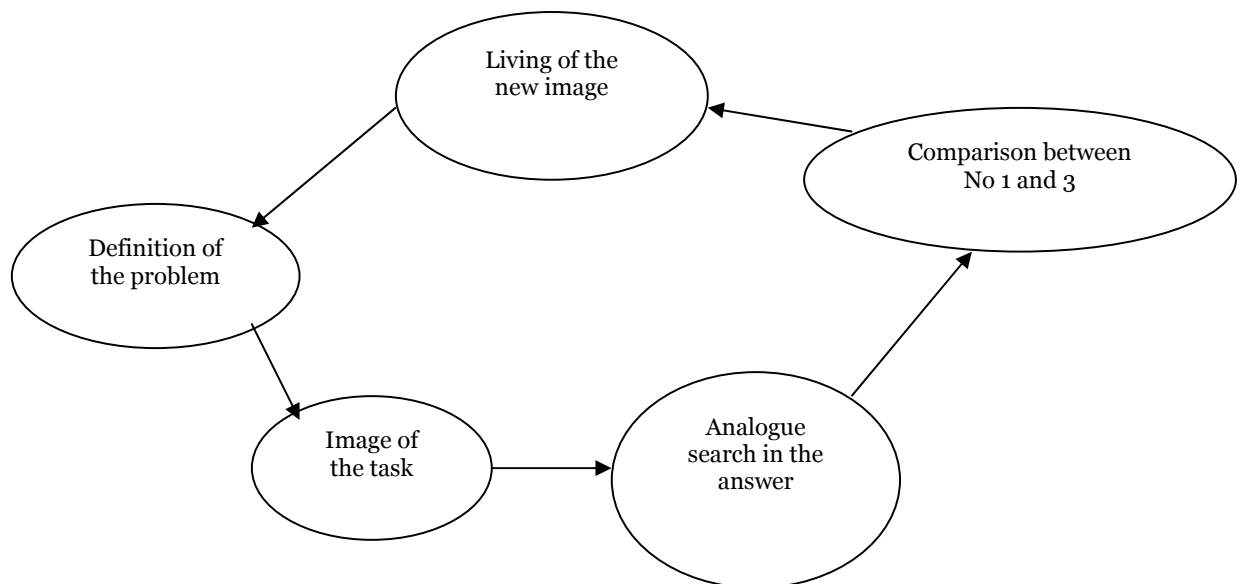 Living of the
new image
Comparison between
No 1 and 3
Definition of
the problem
Image of
the task
Analogue
search in the
answer